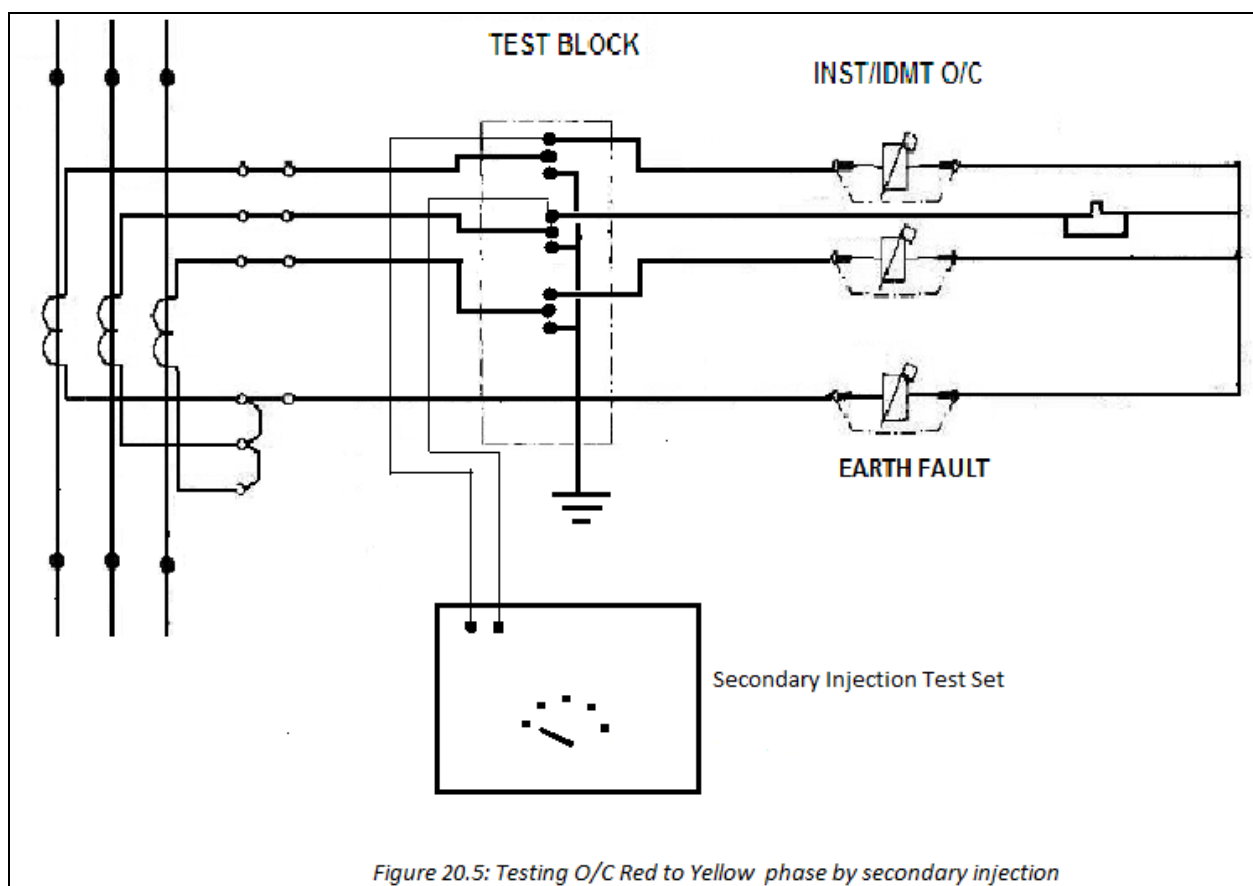 TEST BLOCK
INST/IDMT O/C
EARTH FAULT
Secondary Injection Test Set
Figure 20.5: Testing O/C Red to Yellow phase by secondary injection